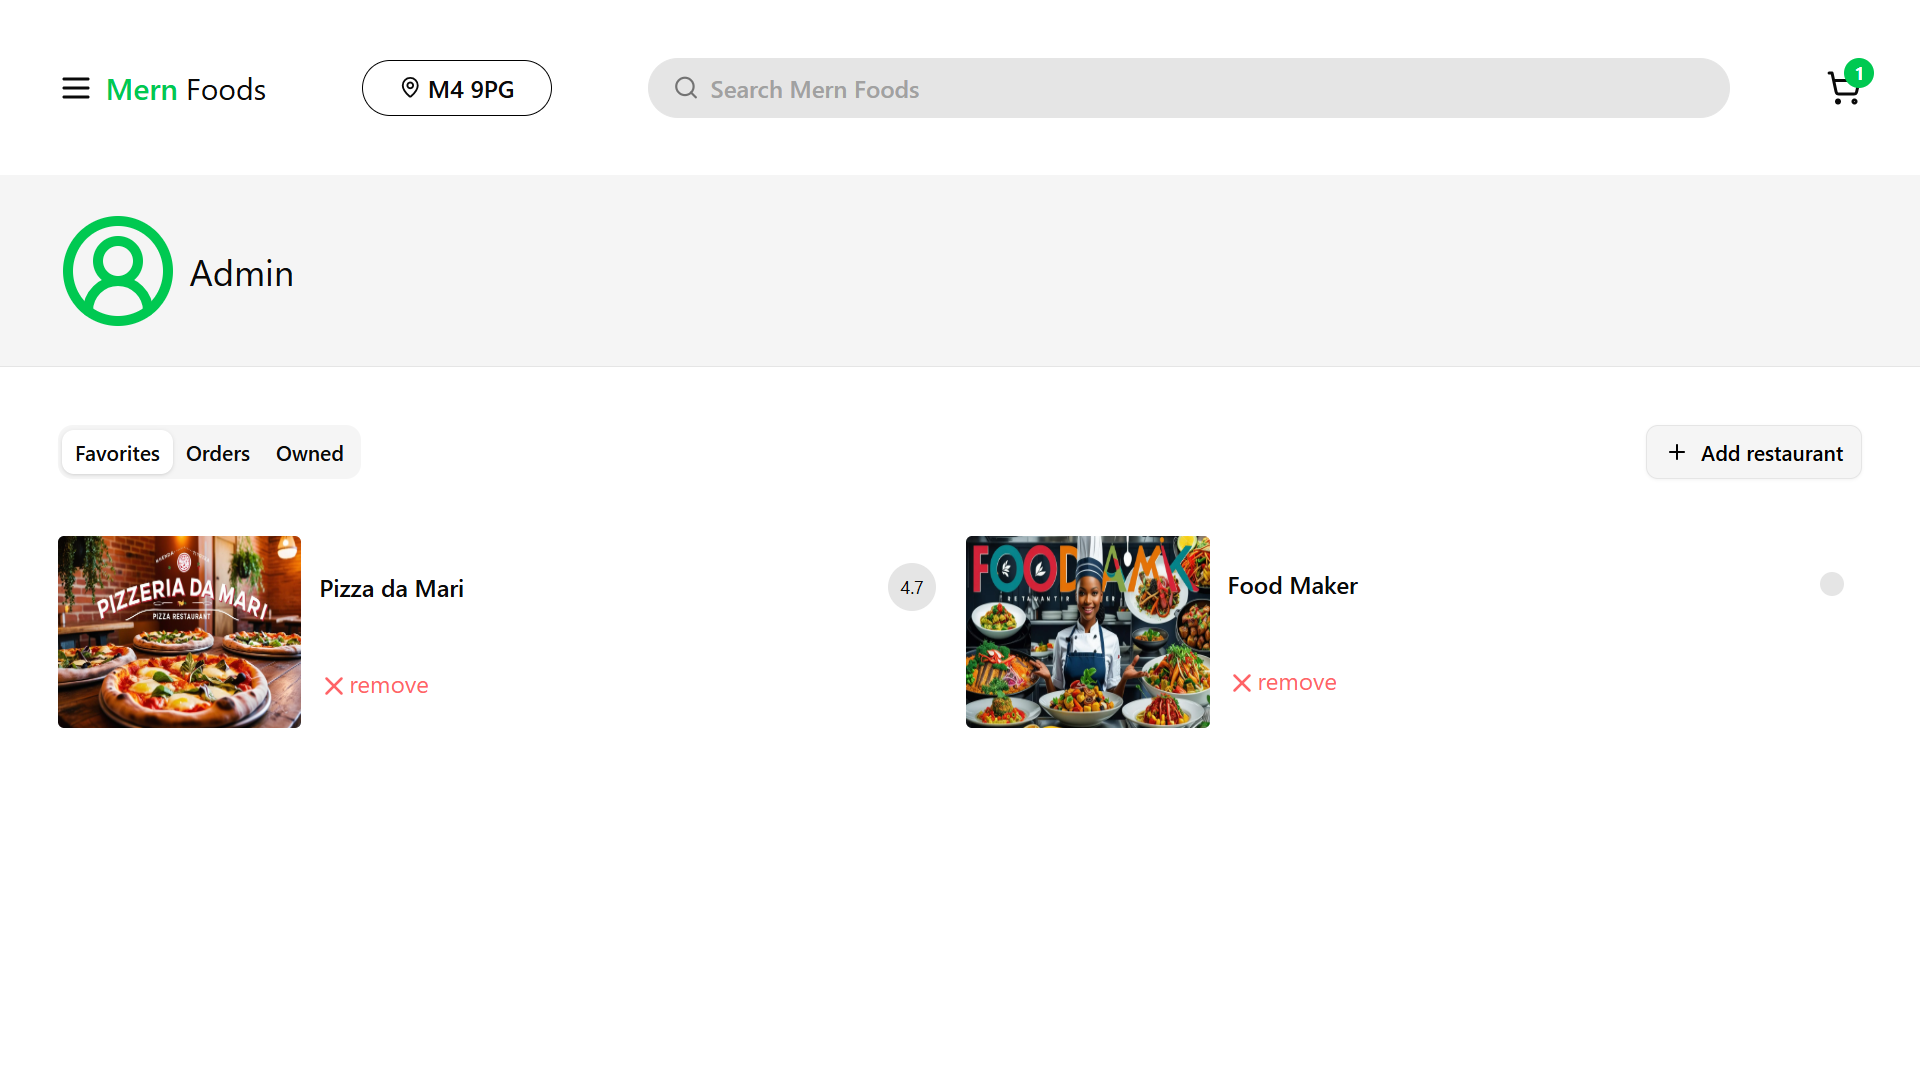 Mern Foods
M4 9PG
Search Mern Foods
1
Admin
Favorites
Orders
Owned
+ Add restaurant
PIZZERIA DA MARI
PIZZA RESTAURANT
Pizza da Mari
4.7
remove
FOOD AMIK
Food Maker
remove